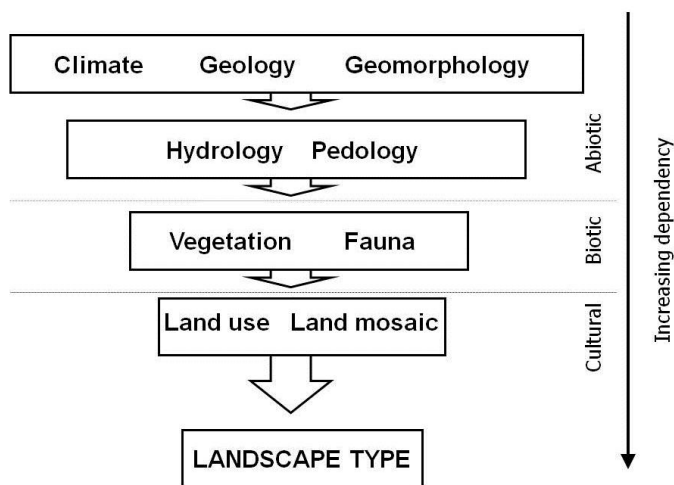 Climate Geology Geomorphology
Hydrology Pedology
Abiotic
Vegetation Fauna
Biotic
Land use Land mosaic
Cultural
LANDSCAPE TYPE
Increasing dependency